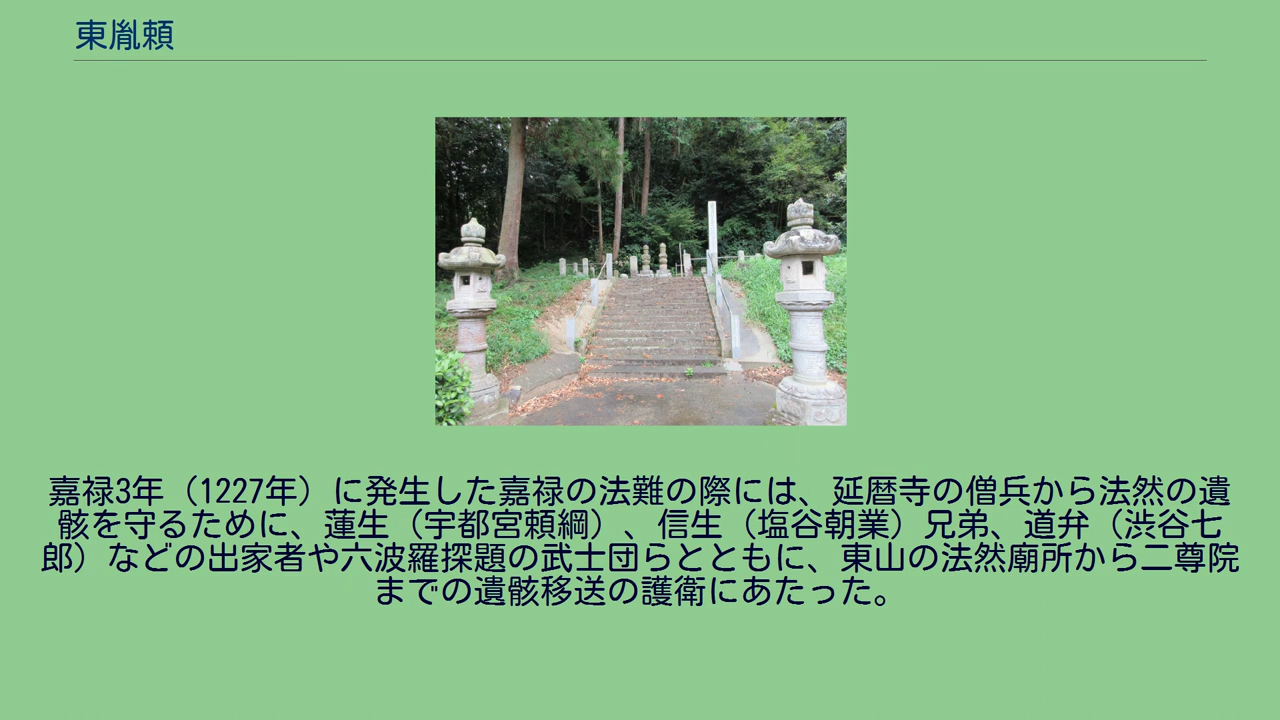 東胤頼
嘉禄3年（1227年）に発生した嘉禄の法難の際には、延暦寺の僧兵から法然の遺
骸を守るために、蓮生（宇都宮頼綱）、信生（塩谷朝業）兄弟、道弁（渋谷七
郎）などの出家者や六波羅探題の武士団らとともに、東山の法然廟所から二尊院
までの遺骸移送の護衛にあたった。